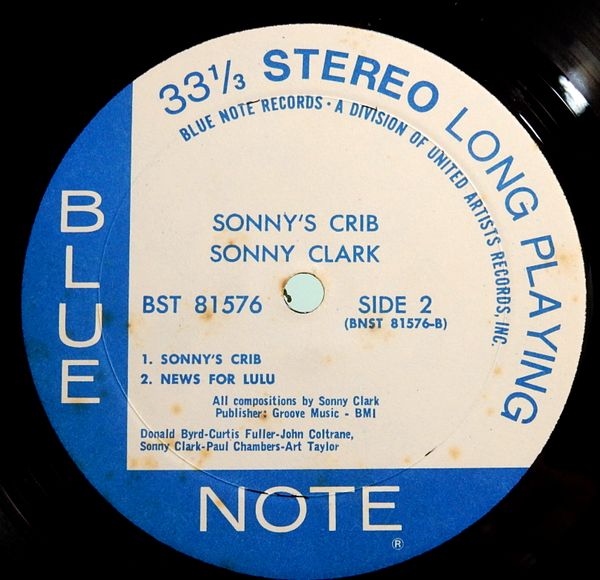 33 1/3 STEREO LONG PLAYING
BLUE NOTE RECORDS · A DIVISION OF UNITED ARTISTS RECORDS, INC.
BLUE
SONNY'S CRIB
SONNY CLARK
BST 81576
SIDE 2
(BNST 81576-B)
1. SONNY'S CRIB
2. NEWS FOR LULU
All compositions by Sonny Clark
Publisher: Groove Music - BMI
Donald Byrd-Curtis Fuller-John Coltrane,
Sonny Clark-Paul Chambers-Art Taylor
NOTE
®